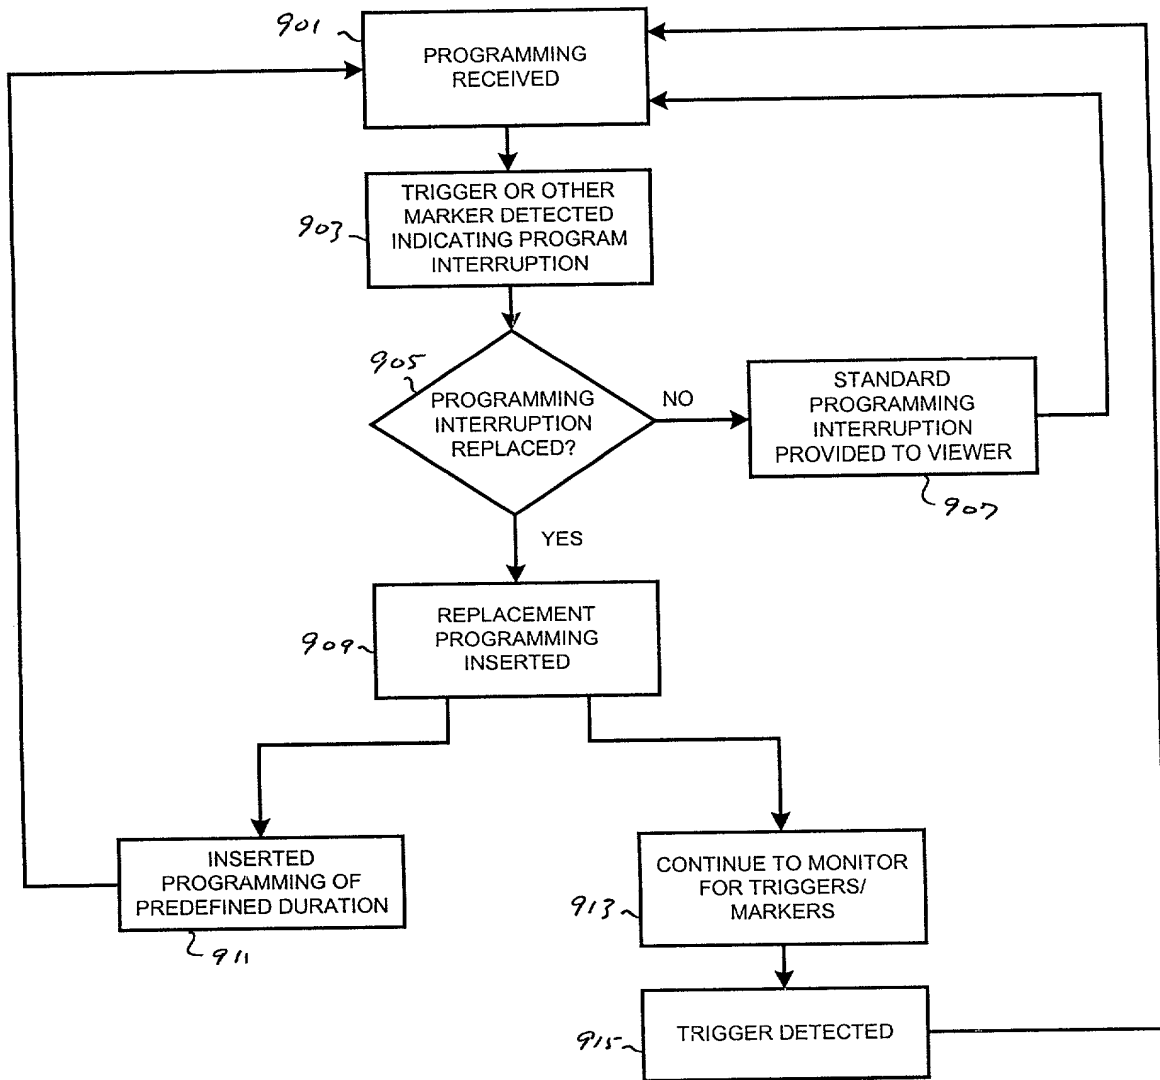 901
PROGRAMMING
RECEIVED
903
TRIGGER OR OTHER
MARKER DETECTED
INDICATING PROGRAM
INTERRUPTION
905
PROGRAMMING
INTERRUPTION
REPLACED?
NO
STANDARD
PROGRAMMING
INTERRUPTION
PROVIDED TO VIEWER
907
YES
909
REPLACEMENT
PROGRAMMING
INSERTED
INSERTED
PROGRAMMING OF
PREDEFINED DURATION
911
913
CONTINUE TO MONITOR
FOR TRIGGERS/
MARKERS
915
TRIGGER DETECTED